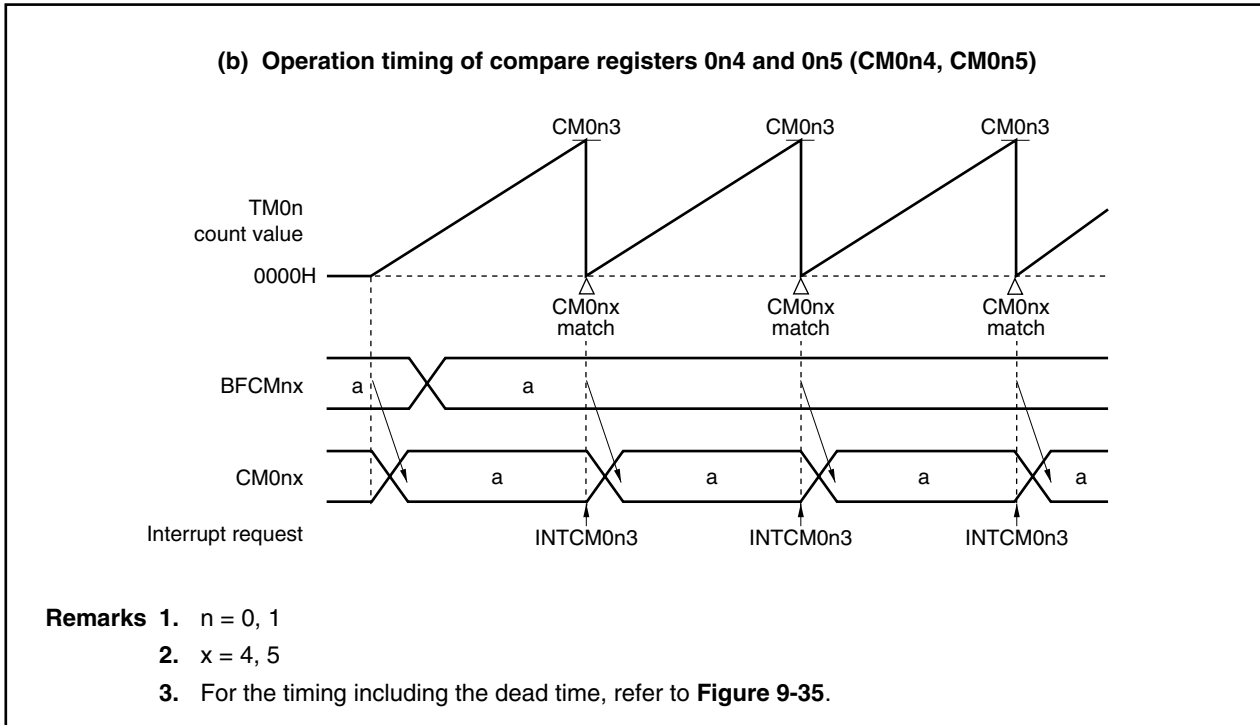 (b) Operation timing of compare registers 0n4 and 0n5 (CM0n4, CM0n5)
CM0n3 CM0n3 CM0n3
TM0n
count value
0000H
CM0nx CM0nx CM0nx
match match match
BFCMnx a a
CM0nx a a a a
Interrupt request INTCM0n3 INTCM0n3 INTCM0n3
Remarks 1. n = 0, 1
2. x = 4, 5
3. For the timing including the dead time, refer to Figure 9-35.